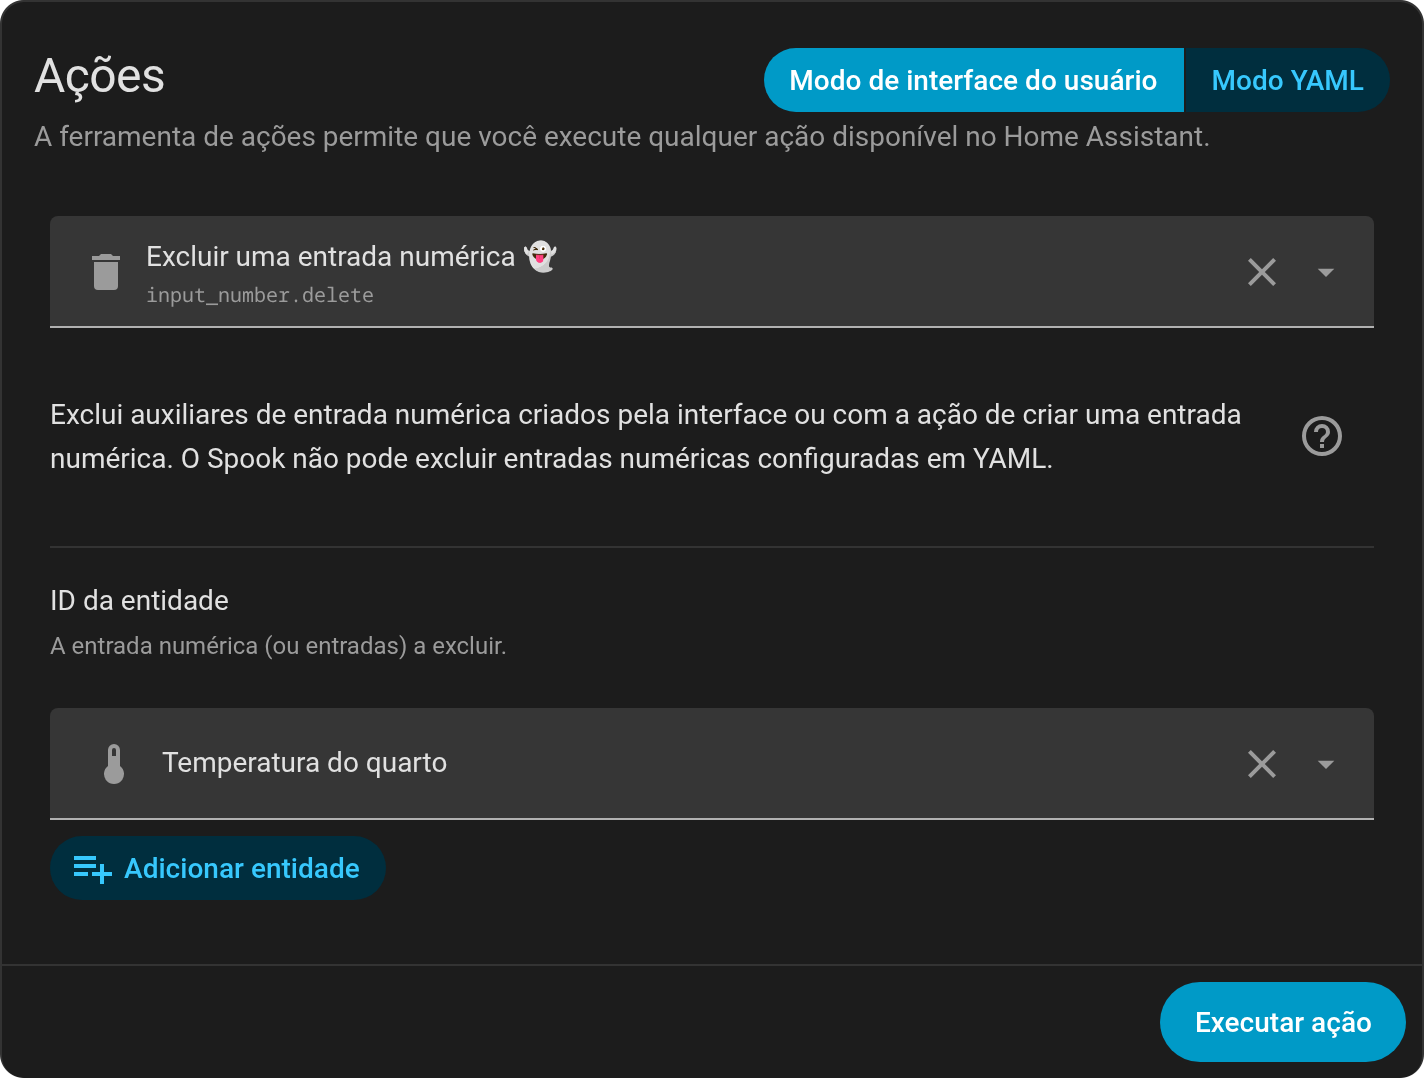 Ações
Modo de interface do usuário
Modo YAML
A ferramenta de ações permite que você execute qualquer ação disponível no Home Assistant.
Excluir uma entrada numérica 👻
input_number.delete
Exclui auxiliares de entrada numérica criados pela interface ou com a ação de criar uma entrada
numérica. O Spook não pode excluir entradas numéricas configuradas em YAML.
ID da entidade
A entrada numérica (ou entradas) a excluir.
Temperatura do quarto
Adicionar entidade
Executar ação